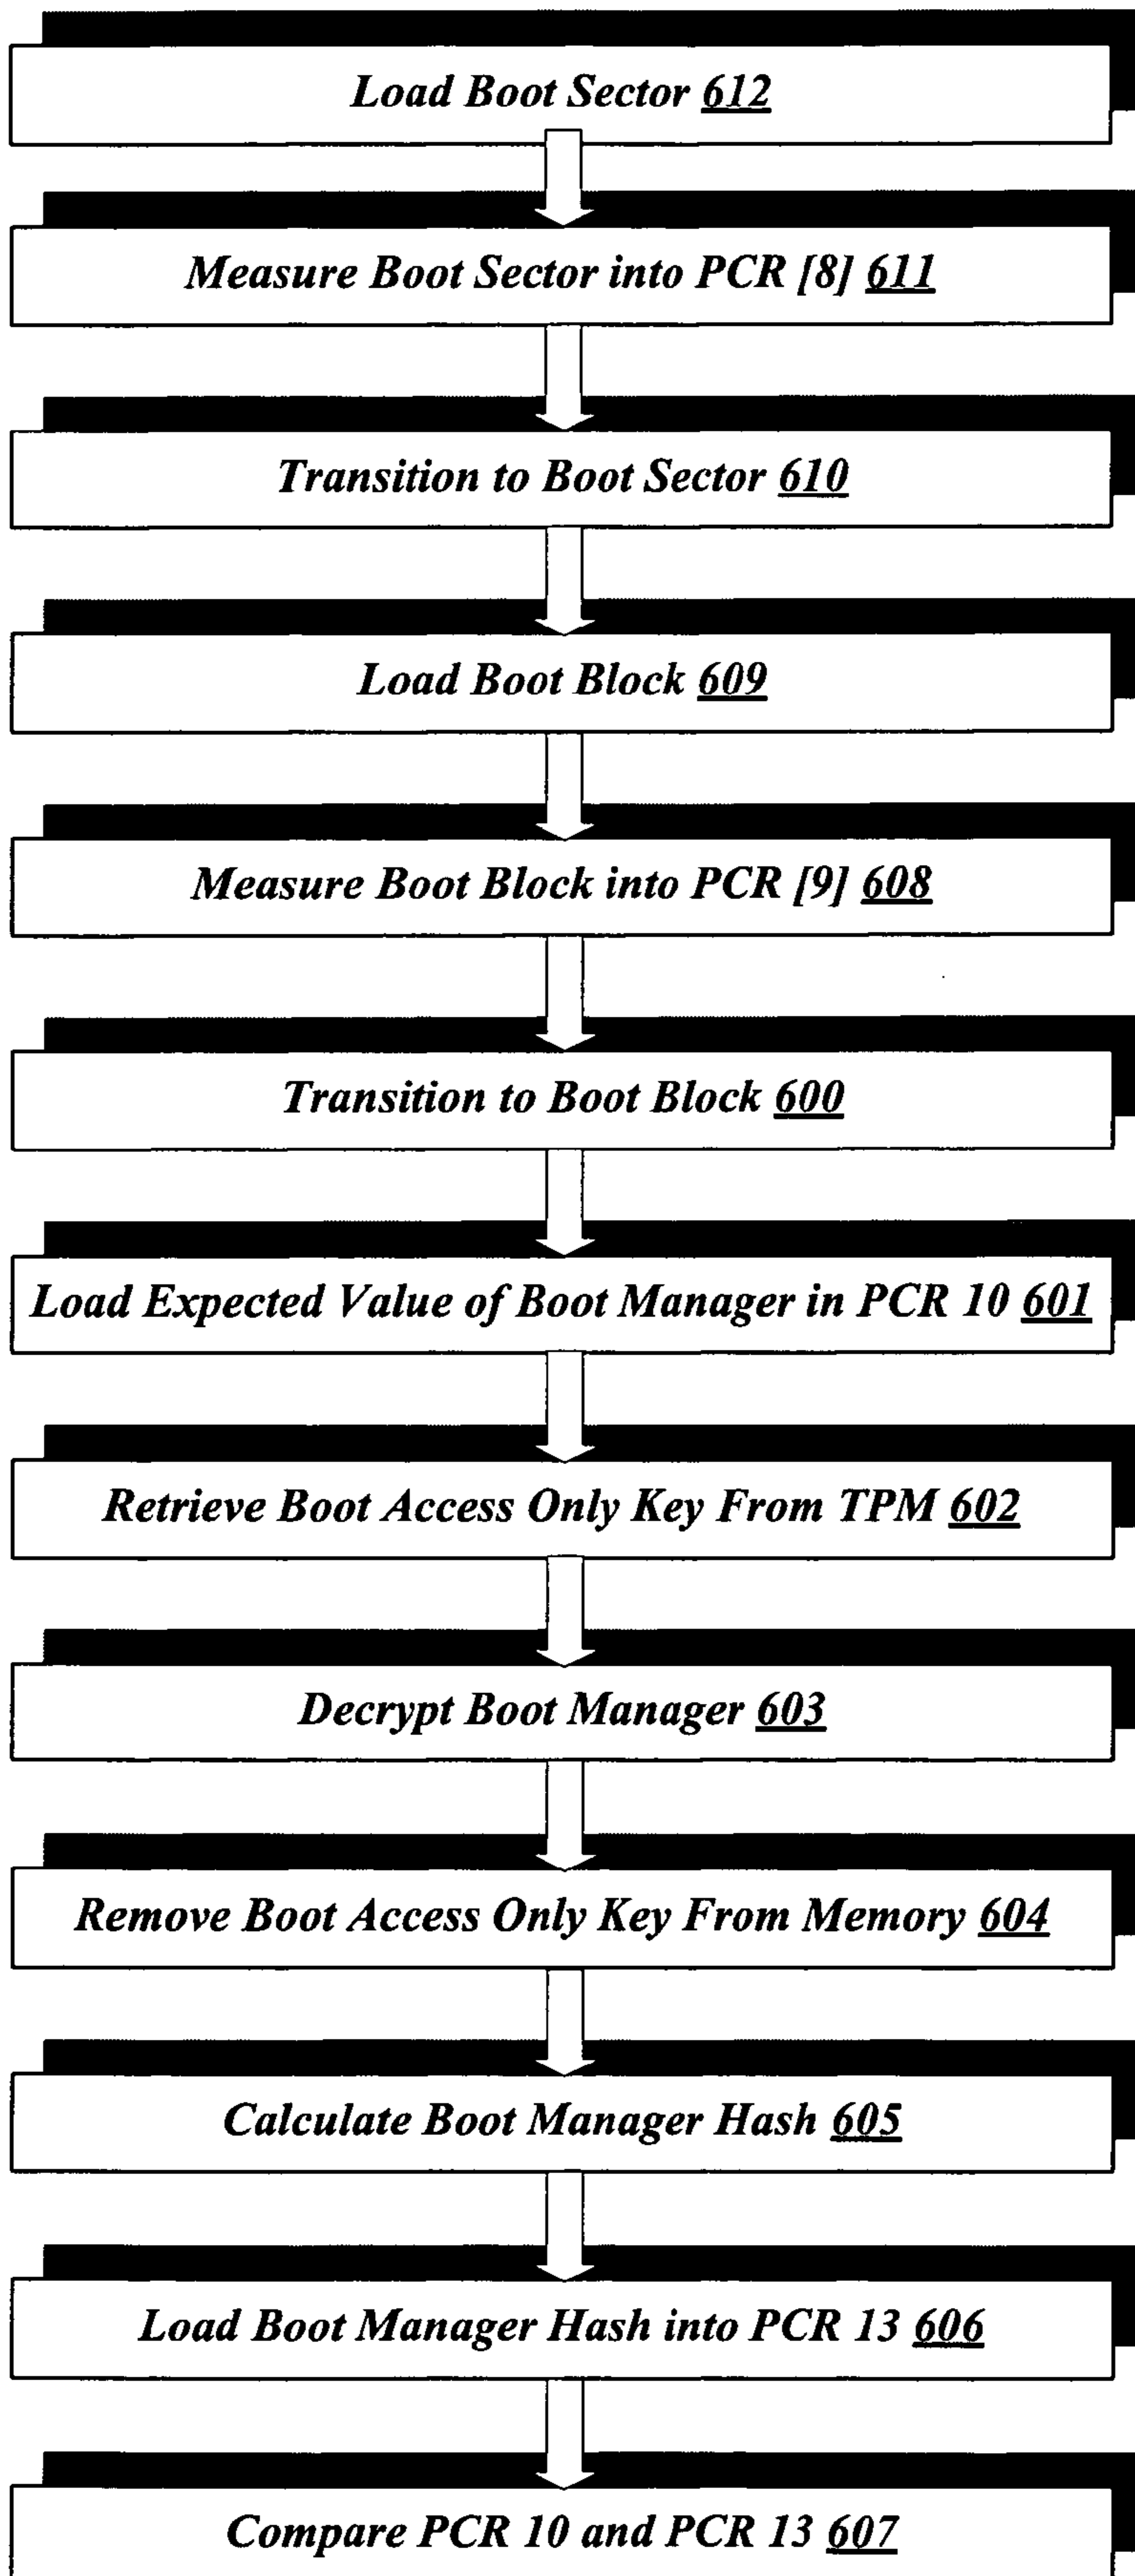 Load Boot Sector 612
Measure Boot Sector into PCR [8] 611
Transition to Boot Sector 610
Load Boot Block 609
Measure Boot Block into PCR [9] 608
Transition to Boot Block 600
Load Expected Value of Boot Manager in PCR 10 601
Retrieve Boot Access Only Key From TPM 602
Decrypt Boot Manager 603
Remove Boot Access Only Key From Memory 604
Calculate Boot Manager Hash 605
Load Boot Manager Hash into PCR 13 606
Compare PCR 10 and PCR 13 607